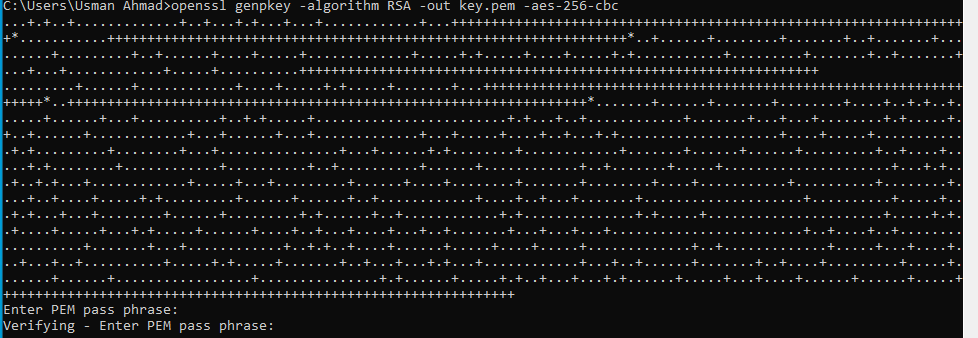 C:\Users\Usman Ahmad>openssl genpkey -algorithm RSA -out key.pem -aes-256-cbc
Enter PEM pass phrase:
Verifying - Enter PEM pass phrase: